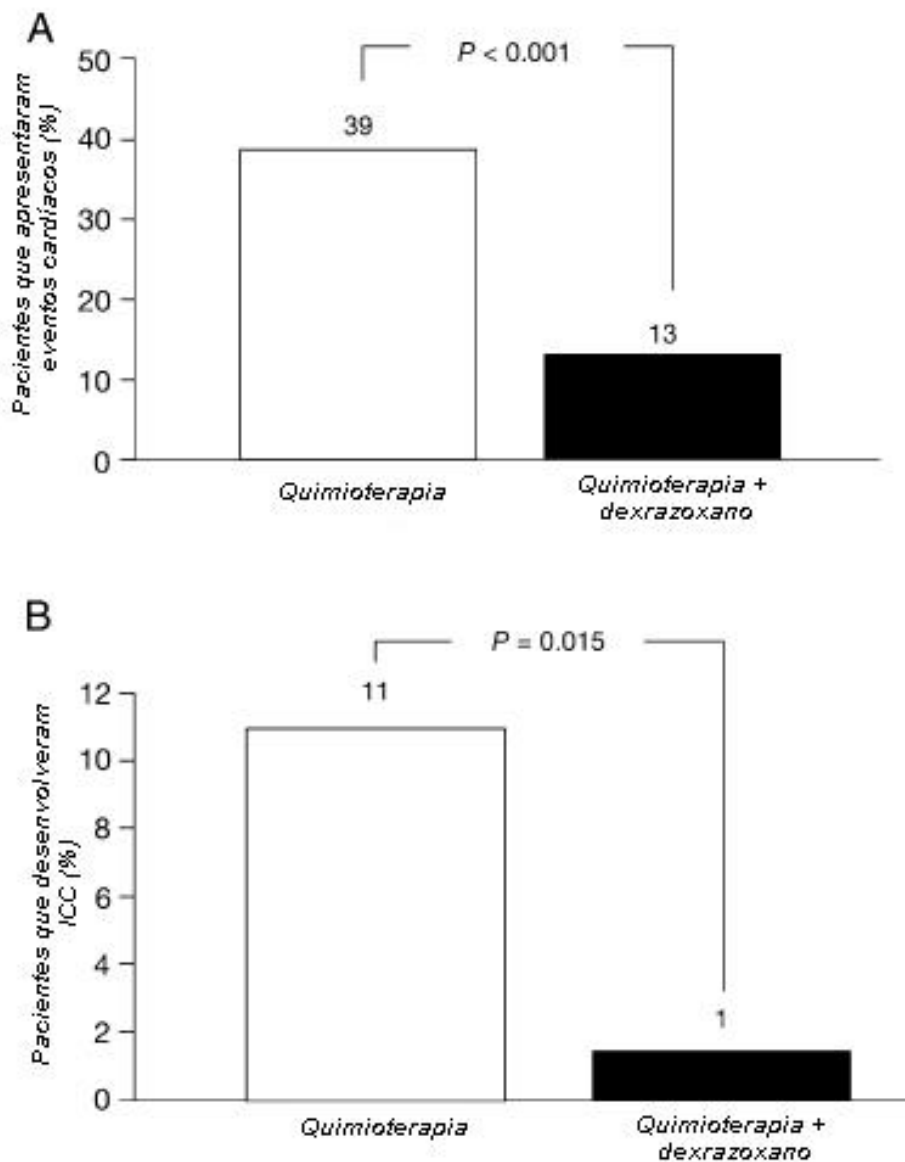 A
P < 0.001
50
40
30
20
10
0
Pacientes que apresentaram
eventos cardíacos (%)
39
13
Quimioterapia
Quimioterapia +
dexrazoxano
B
P = 0.015
12
10
8
6
4
2
0
Pacientes que desenvolveram
ICC (%)
11
1
Quimioterapia
Quimioterapia +
dexrazoxano